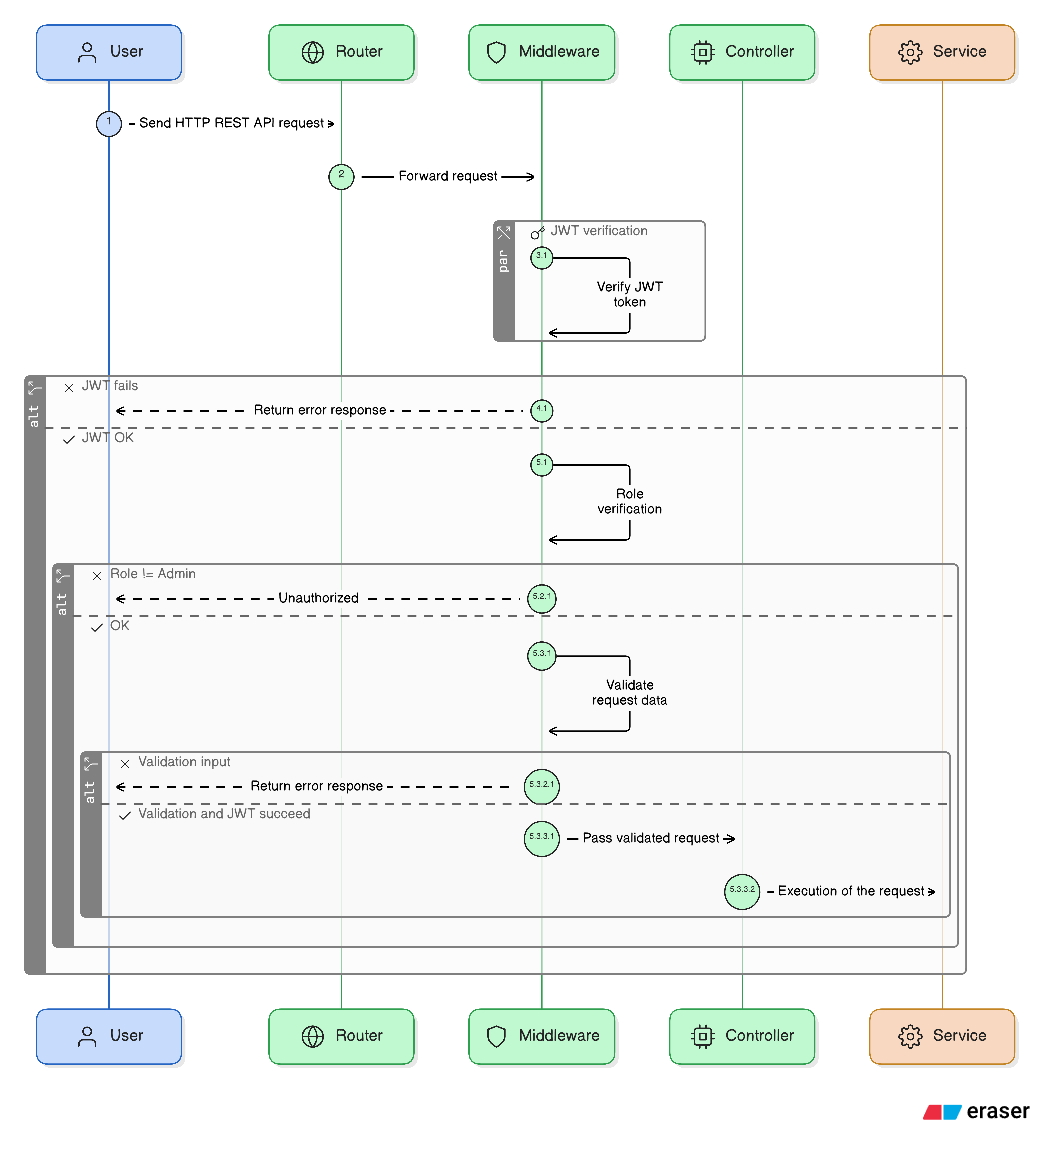 User
Router
Middleware
Controller
Service
1
Send HTTP REST API request
2
Forward request
par
JWT verification
3.1
Verify JWT
token
alt
JWT fails
Return error response
4.1
JWT OK
5.1
Role
verification
alt
Role != Admin
Unauthorized
5.2.1
OK
5.3.1
Validate
request data
alt
Validation input
Return error response
5.3.2.1
Validation and JWT succeed
5.3.3.1
Pass validated request
5.3.3.2
Execution of the request
User
Router
Middleware
Controller
Service
eraser